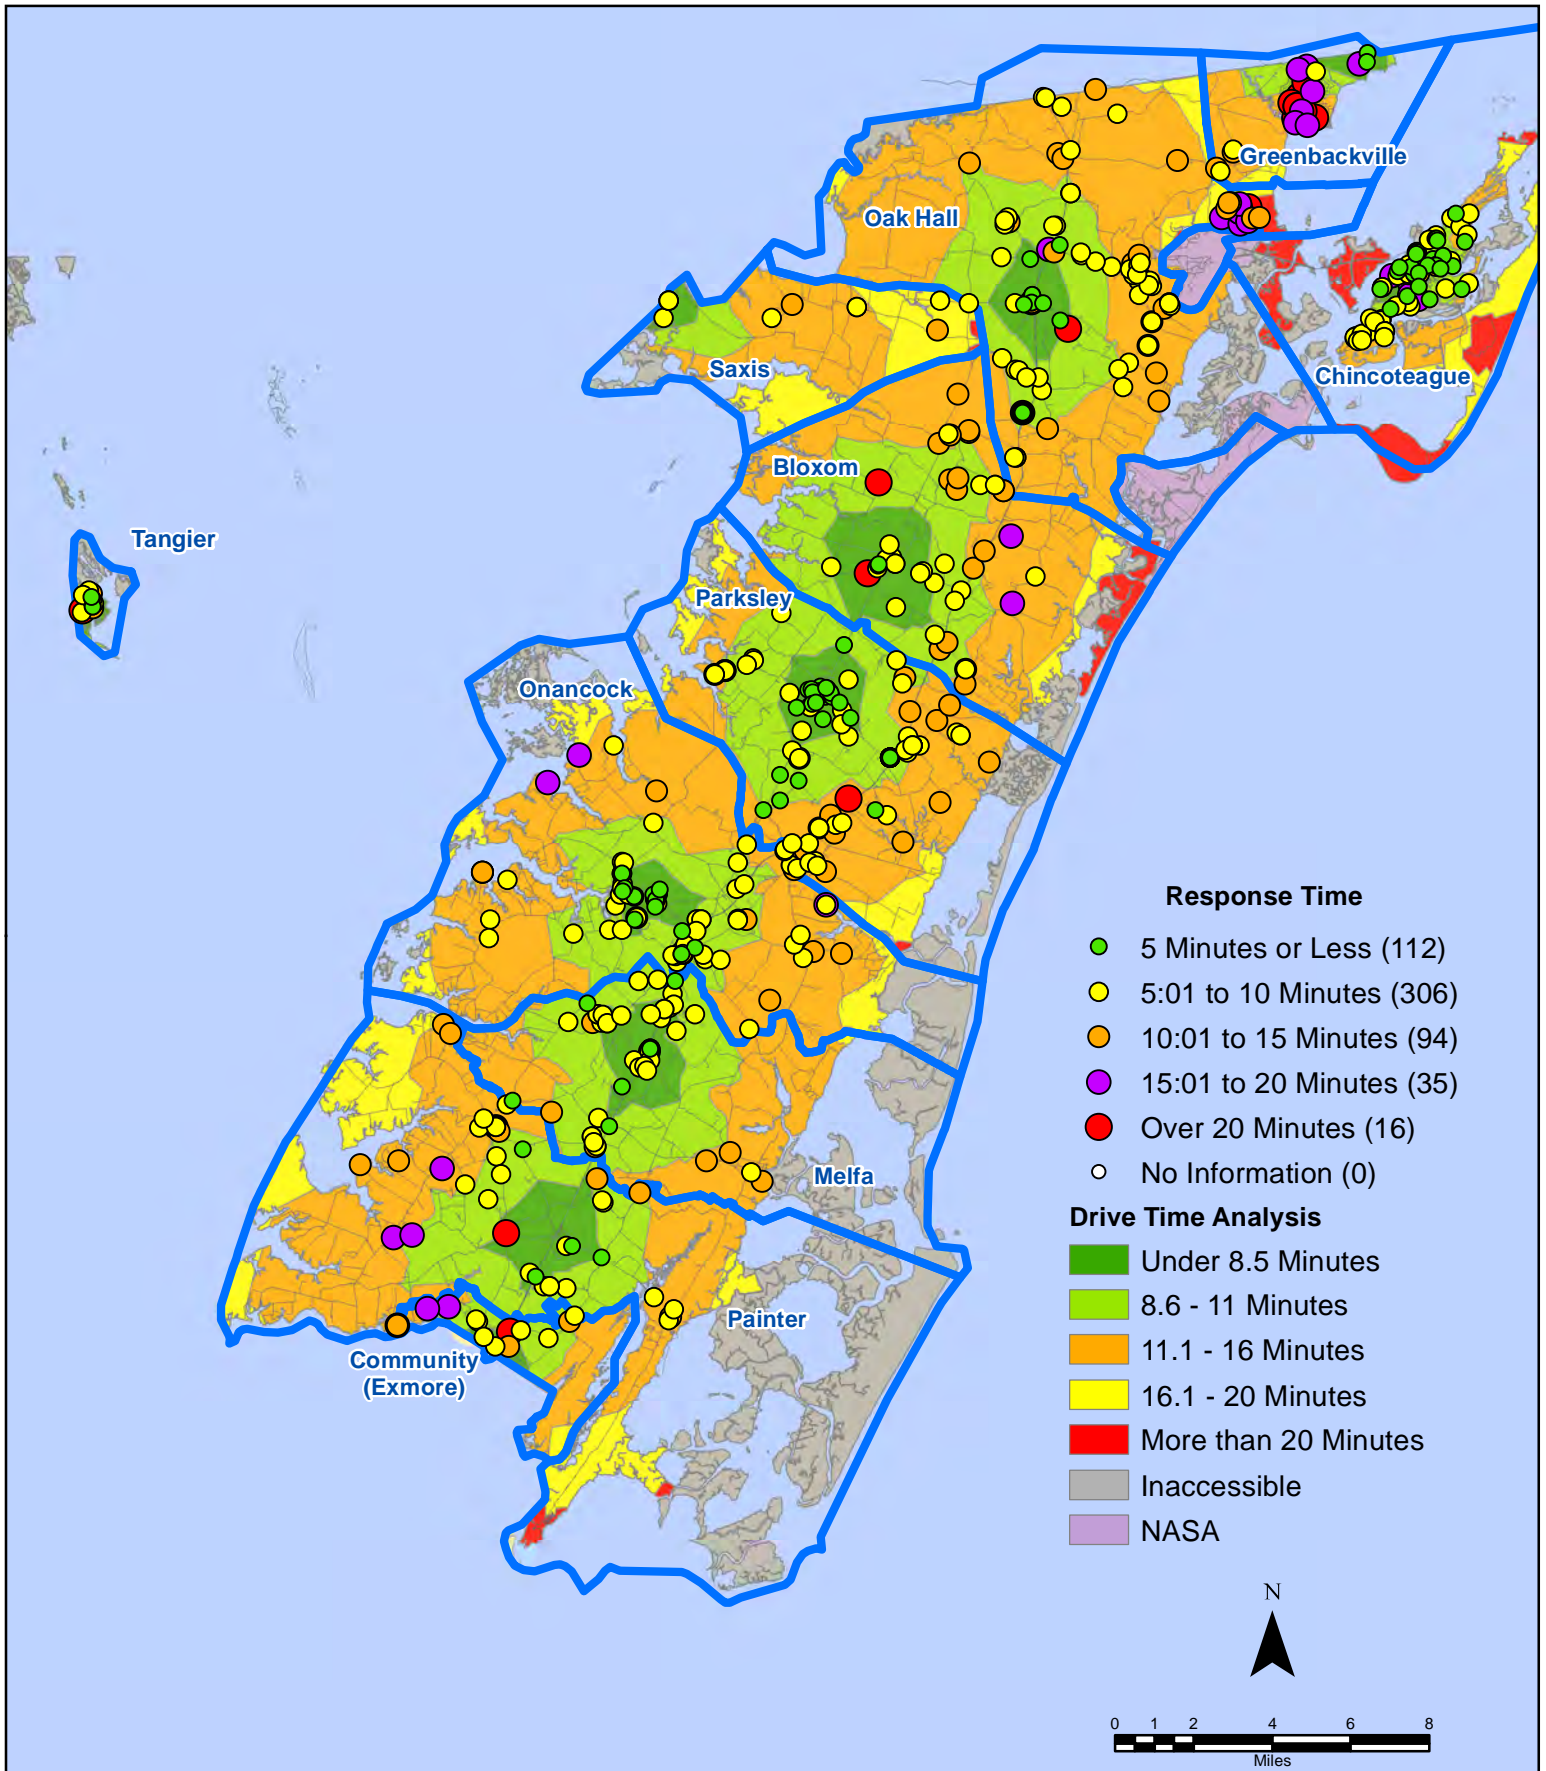 Greenbackville
Oak Hall
Saxis
Chincoteague
Bloxom
Tangier
Parksley
Onancock
Melfa
Painter
Community
(Exmore)
Response Time
5 Minutes or Less (112)
5:01 to 10 Minutes (306)
10:01 to 15 Minutes (94)
15:01 to 20 Minutes (35)
Over 20 Minutes (16)
No Information (0)
Drive Time Analysis
Under 8.5 Minutes
8.6 - 11 Minutes
11.1 - 16 Minutes
16.1 - 20 Minutes
More than 20 Minutes
Inaccessible
NASA
N
0 1 2 4 6 8
Miles